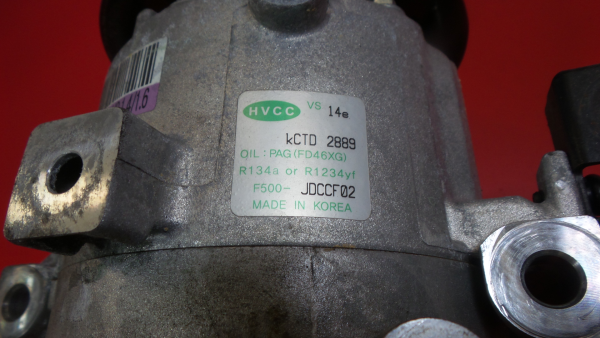 HVCC VS 14e
kCTD 2889
OIL : PAG(FD46XG)
R134a or R1234yf
F500- JDCCF02
MADE IN KOREA